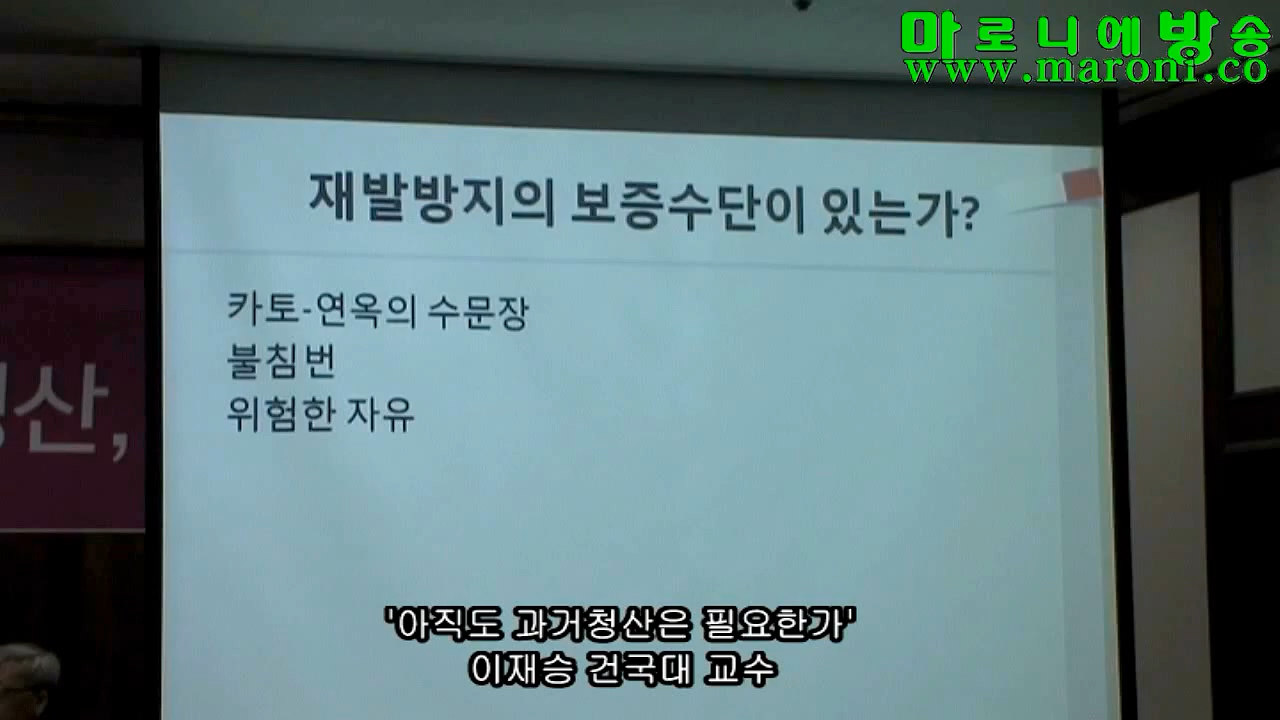 마로니에방송
www.maroni.co
재발방지의 보증수단이 있는가?
카토-연옥의 수문장
불침번
위험한 자유
산,
'아직도 과거청산은 필요한가'
이재승 건국대 교수